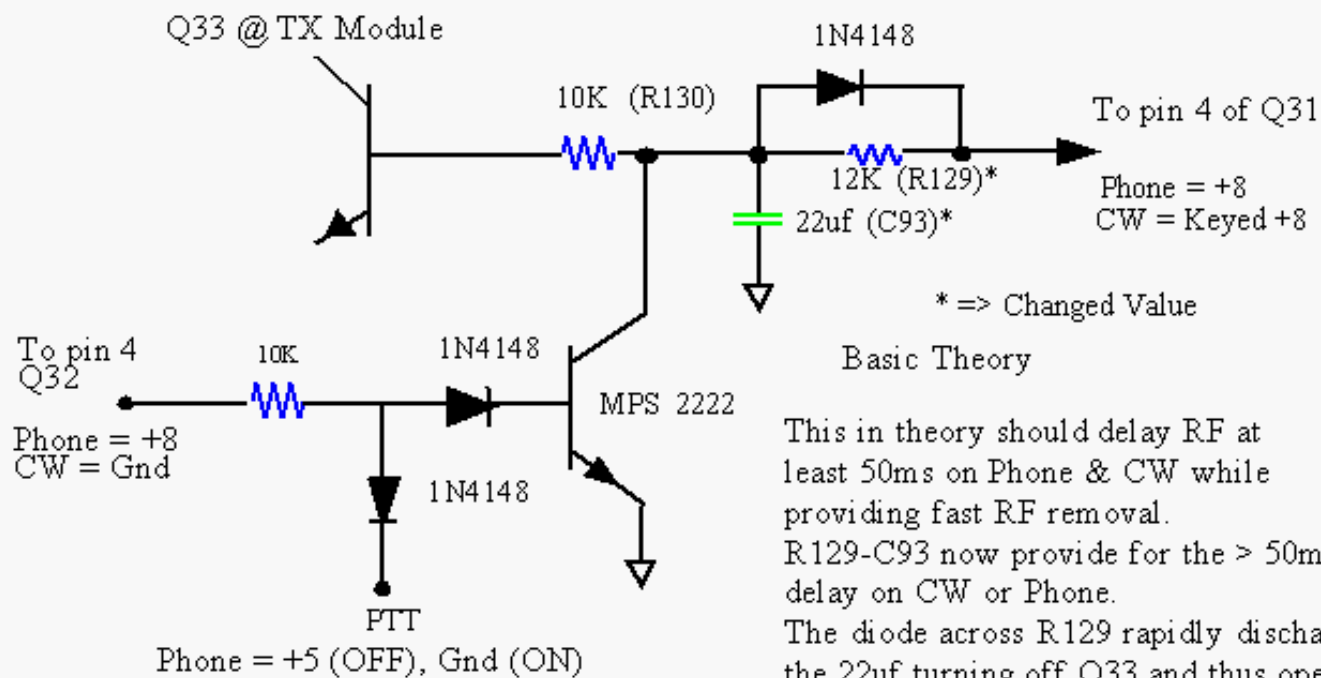 Q33 @ TX Module
1N4148
10K (R130)
To pin 4 of Q31
12K (R129)*
Phone = +8
CW = Keyed +8
22uf (C93)*
* => Changed Value
To pin 4
Q32
10K
1N4148
Basic Theory
MPS 2222
Phone = +8
CW = Gnd
1N4148
This in theory should delay RF at
least 50ms on Phone & CW while
providing fast RF removal.
R129-C93 now provide for the > 50m
delay on CW or Phone.
The diode across R129 rapidly discha
the 22uf turning off Q33 and thus ope
PTT
Phone = +5 (OFF), Gnd (ON)